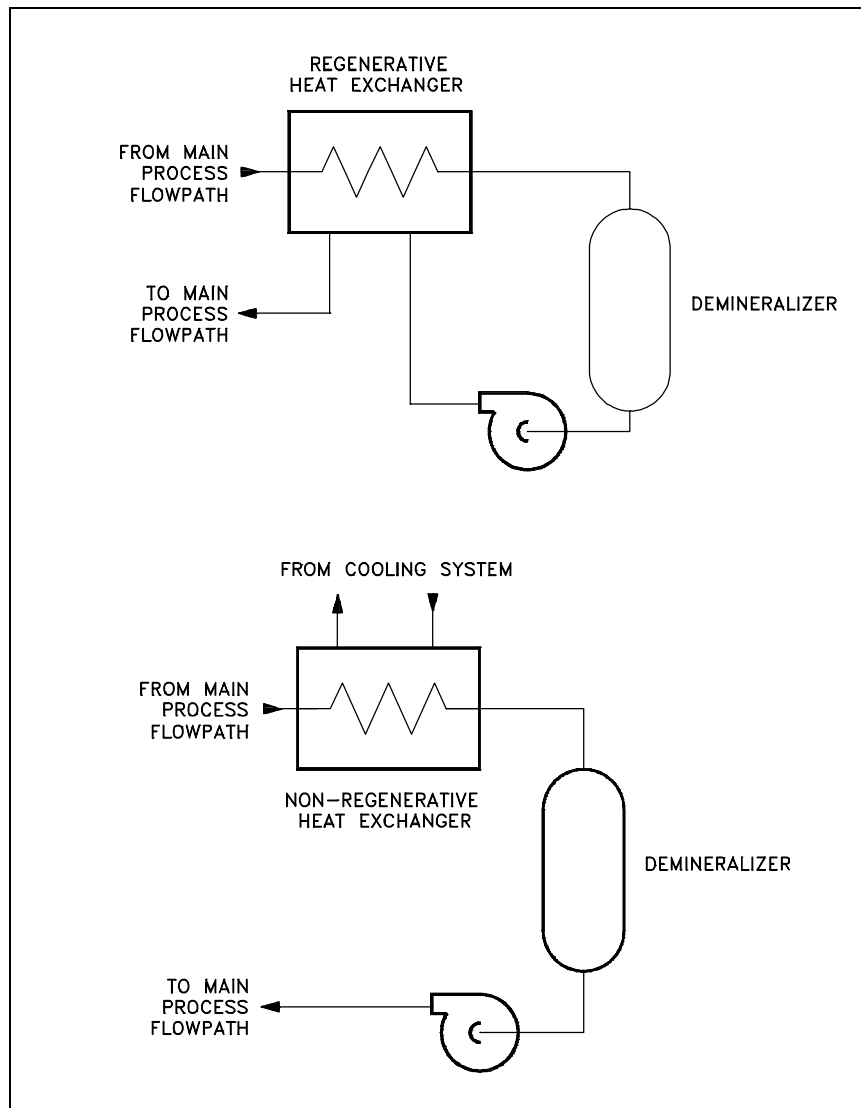 REGENERATIVE
HEAT EXCHANGER
FROM MAIN
PROCESS
FLOWPATH
TO MAIN
PROCESS
FLOWPATH
DEMINERALIZER
FROM COOLING SYSTEM
FROM MAIN
PROCESS
FLOWPATH
NON-REGENERATIVE
HEAT EXCHANGER
DEMINERALIZER
TO MAIN
PROCESS
FLOWPATH